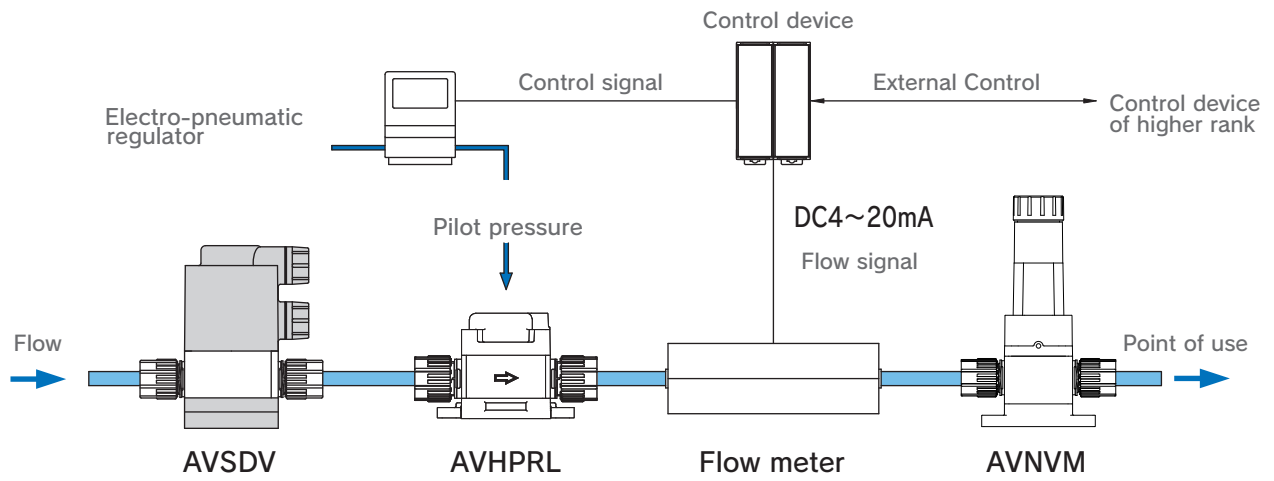 Control device
Control signal
External Control
Electro-pneumatic
regulator
Control device
of higher rank
Pilot pressure
DC4～20mA
Flow signal
Flow
Point of use
AVSDV
AVHPRL
Flow meter
AVNVM